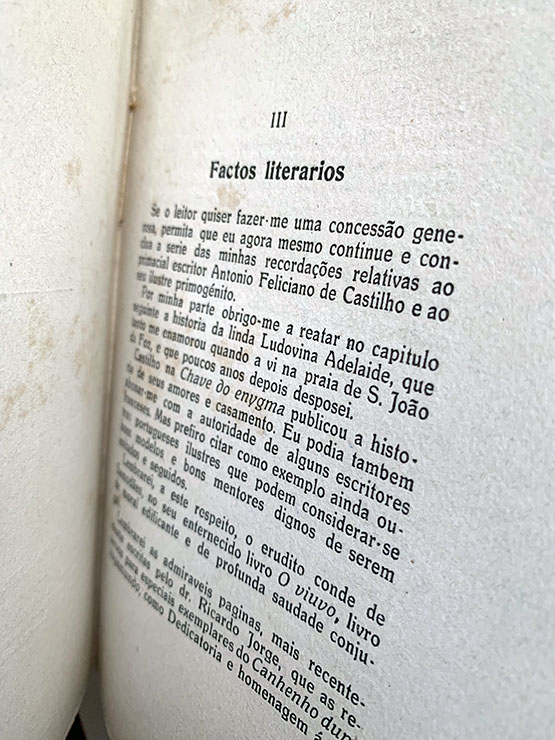 III
Factos literarios
Se o leitor quiser fazer-me uma concessão gene-
rosa, permita que eu agora mesmo continue e con-
clua a serie das minhas recordações relativas ao
primacial escritor Antonio Feliciano de Castilho e ao
seu ilustre primogénito.
Por minha parte obrigo-me a reatar no capitulo
seguinte a historia da linda Ludovina Adelaide, que
tanto me enamorou quando a vi na praia de S. João
da Foz, e que poucos anos depois desposei.
Castilho na Chave do enygma publicou a histo-
ria de seus amores e casamento. Eu podia também
abonar-me com a autoridade de alguns escritores
franceses. Mas prefiro citar como exemplo ainda ou-
tros portugueses ilustres que podem considerar-se
bons modelos e bons mentores dignos de serem
estudados e seguidos.
Lembrarei, a este respeito, o erudito conde de
Samodães, no seu enternecido livro O viuvo, livro
de moral edificante e de profunda saudade conju-
Lembrarei as admiraveis paginas, mais recente-
mente escritas pelo dr. Ricardo Jorge, que as re-
para especiais exemplares do Canhenho dum
como Dedicatoria e homenagem á